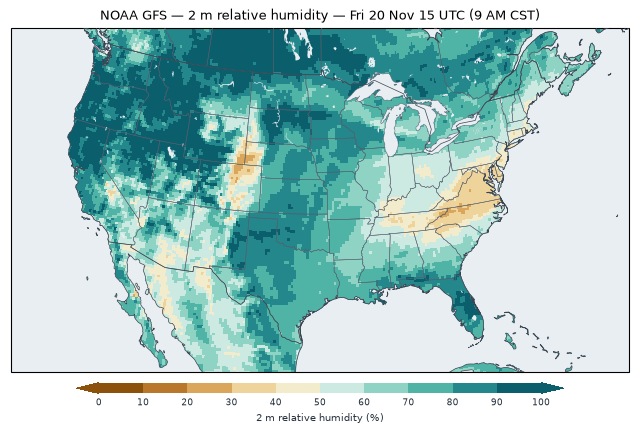 NOAA GFS — 2 m relative humidity — Fri 20 Nov 15 UTC (9 AM CST)
0 10 20 30 40 50 60 70 80 90 100
2 m relative humidity (%)